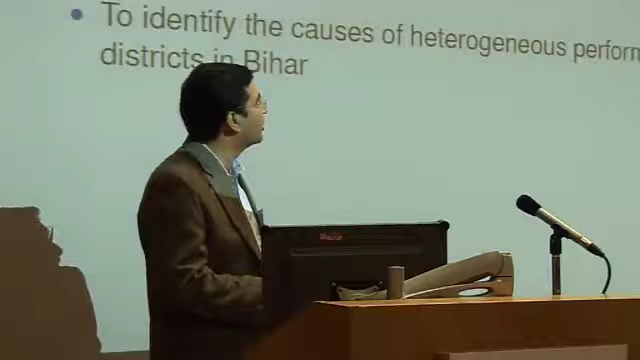 To identify the causes of heterogeneous perform
districts in Bihar